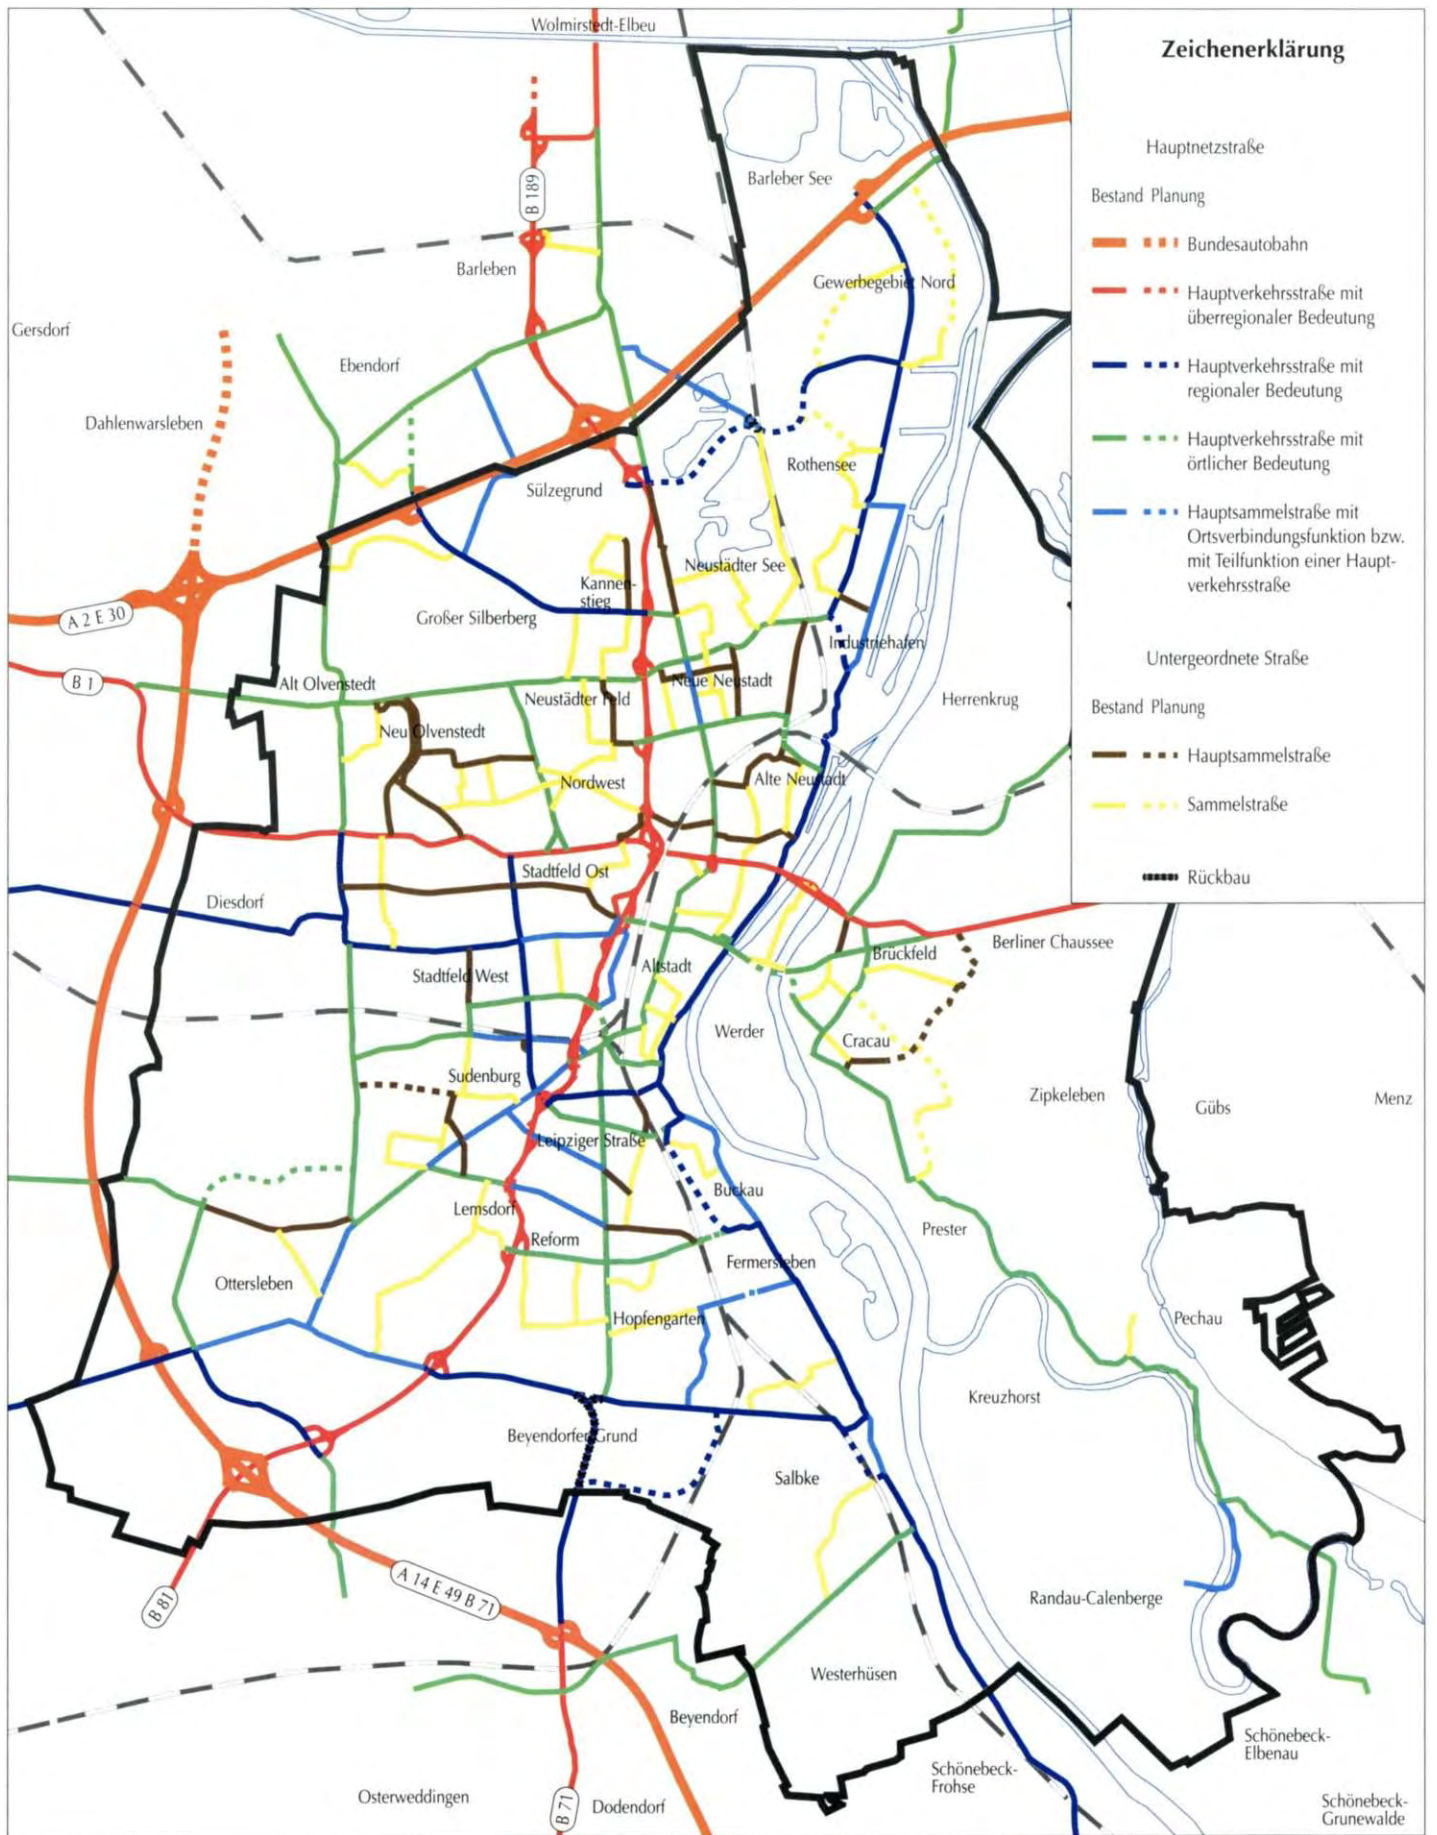 Wolmirstedt-Elbeu
Zeichenerklärung
Hauptnetzstraße
Bestand Planung
Bundesautobahn
Hauptverkehrsstraße mit
überregionaler Bedeutung
Hauptverkehrsstraße mit
regionaler Bedeutung
Hauptverkehrsstraße mit
örtlicher Bedeutung
Hauptsammelstraße mit
Ortsverbindungsfunktion bzw.
mit Teilfunktion einer Haupt-
verkehrsstraße
Untergeordnete Straße
Bestand Planung
Hauptsammelstraße
Sammelstraße
Rückbau
B 189
Barleber See
Barleben
Gewerbegebiet Nord
Gersdorf
Ebendorf
Dahlenwarsleben
Rothensee
Sülzegrund
Neustädter See
Kannen-
stieg
A 2 E 30
Großer Silberberg
Industriehafen
B 1
Alt Olvenstedt
Neue Neustadt
Neustädter Feld
Herrenkrug
Neu Olvenstedt
Nordwest
Alte Neustadt
Stadtfeld Ost
Diesdorf
Brückfeld
Berliner Chaussee
Stadtfeld West
Altstadt
Werder
Cracau
Sudenburg
Zipkeleben
Gübs
Menz
Leipziger Straße
Buckau
Lemsdorf
Reform
Prester
Fermersleben
Ottersleben
Hopfengarten
Pechau
Kreuzhorst
Beyendorfer Grund
Salbke
A 14 E 49 B 71
B 81
Randau-Calenberge
Westerhüsen
Beyendorf
Schönebeck-
Elbenau
Schönebeck-
Frohse
Osterweddingen
B 71
Dodendorf
Schönebeck-
Grunewalde